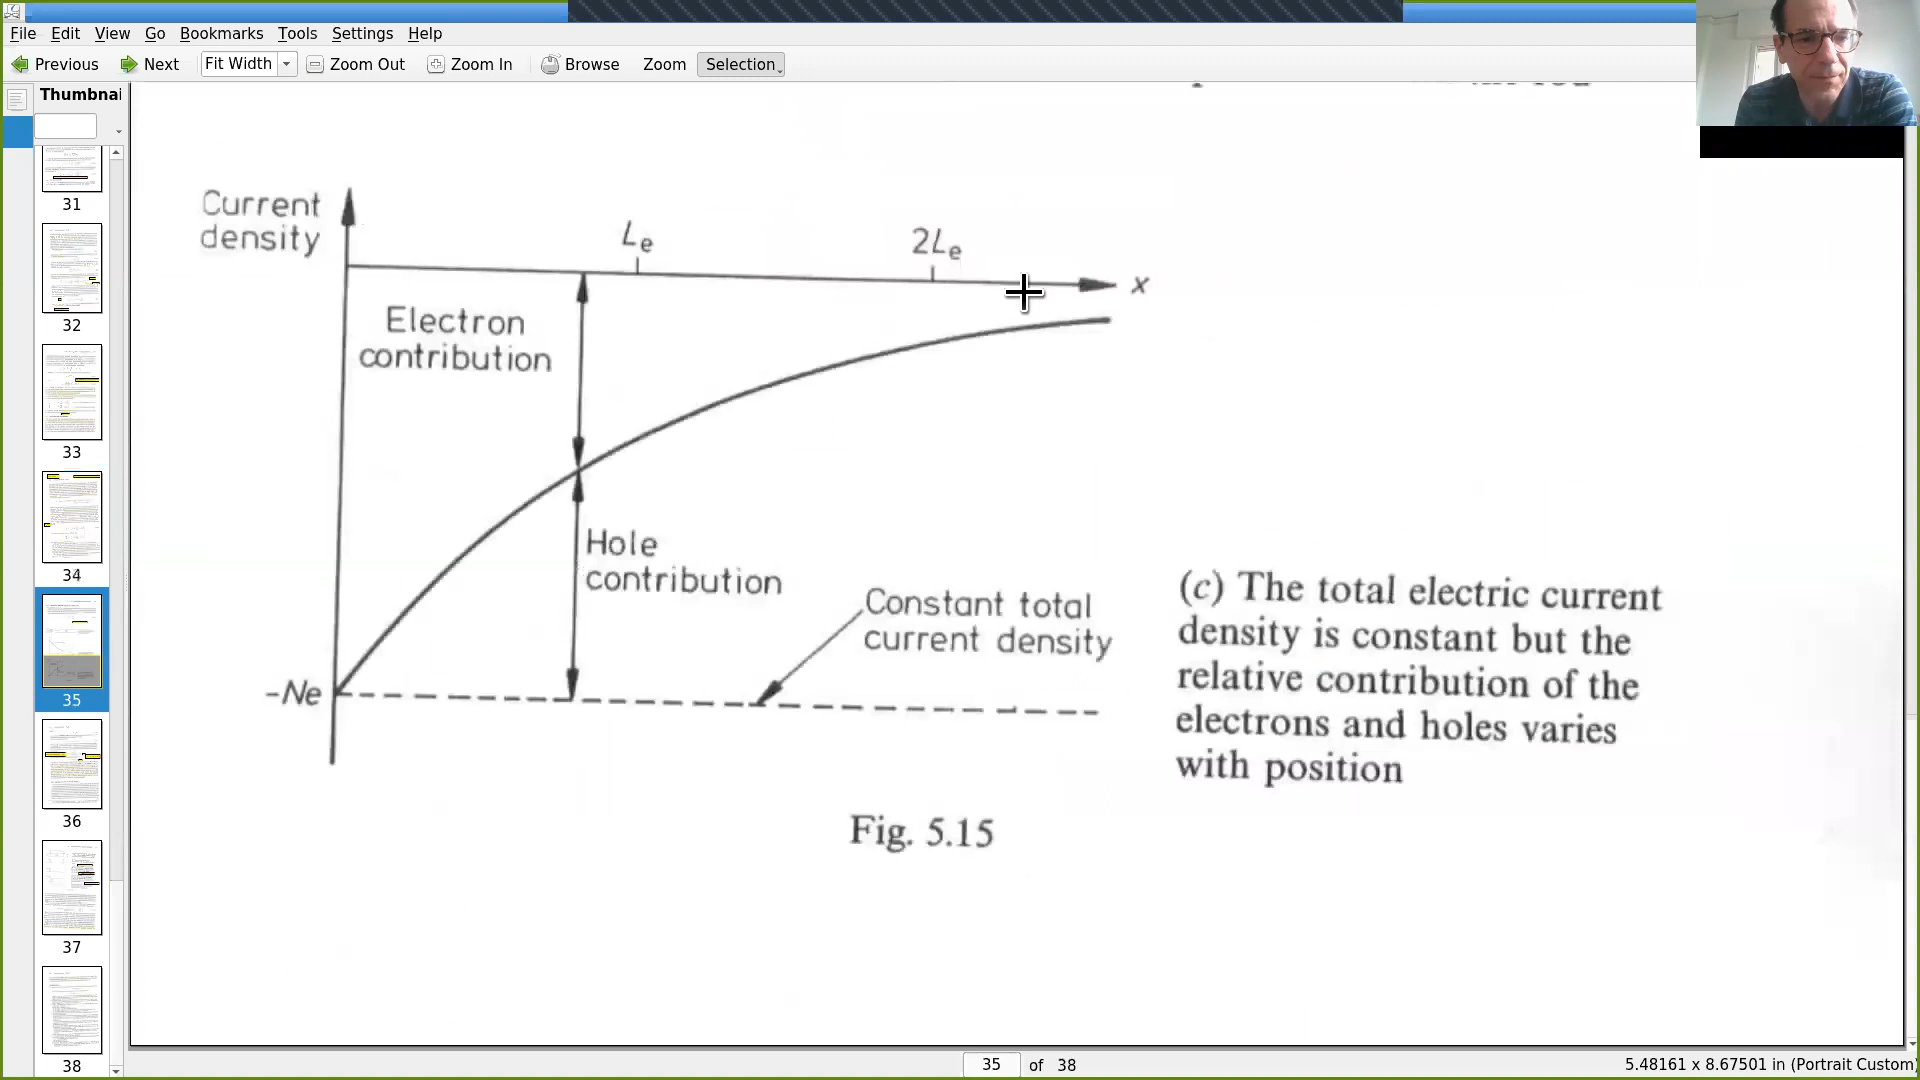 File Edit View Go Bookmarks Tools Settings Help
Previous Next Fit Width Zoom Out Zoom In Browse Zoom Selection
Thumbnai
31
32
33
34
35
36
37
38
Current
density
Le
2Le
x
Electron
contribution
Hole
contribution
Constant total
current density
-Ne
(c) The total electric current
density is constant but the
relative contribution of the
electrons and holes varies
with position
Fig. 5.15
35 of 38
5.48161 x 8.67501 in (Portrait Custom)